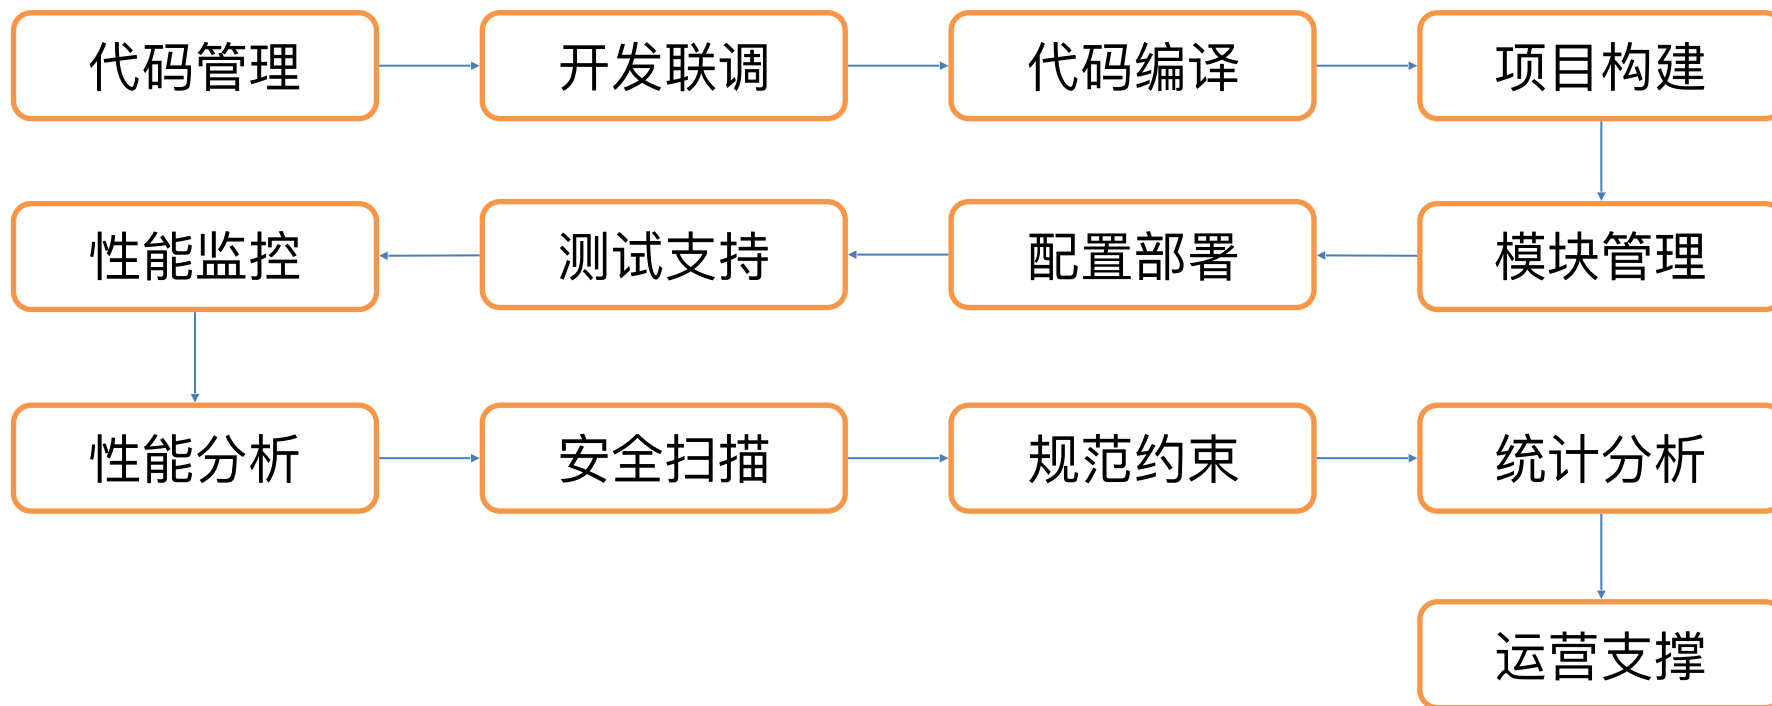 代码管理
开发联调
代码编译
项目构建
性能监控
测试支持
配置部署
模块管理
性能分析
安全扫描
规范约束
统计分析
运营支撑